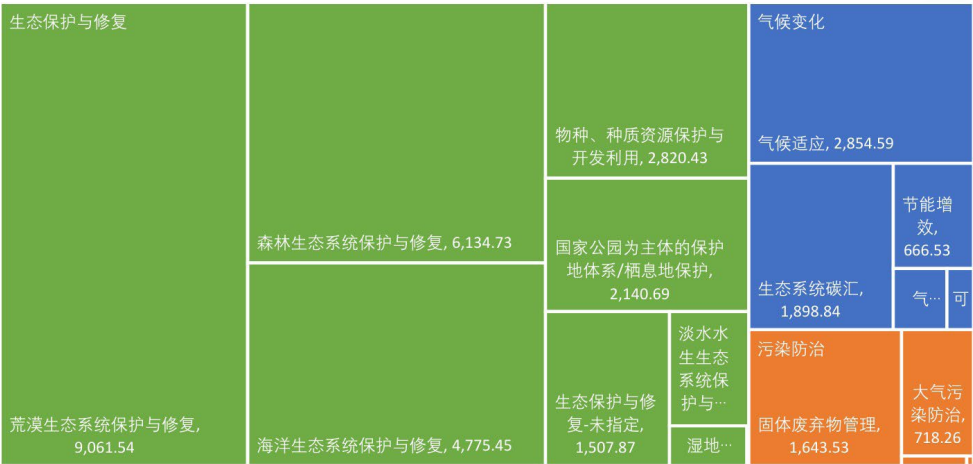 生态保护与修复
荒漠生态系统保护与修复,
9,061.54
森林生态系统保护与修复, 6,134.73
海洋生态系统保护与修复, 4,775.45
物种、种质资源保护与
开发利用, 2,820.43
国家公园为主体的保护
地体系/栖息地保护,
2,140.69
生态保护与修
复-未指定,
1,507.87
淡水水
生生态
系统保
护与…
湿地…
气候变化
气候适应, 2,854.59
生态系统碳汇,
1,898.84
节能增
效,
666.53
气…
可
污染防治
固体废弃物管理,
1,643.53
大气污
染防治,
718.26